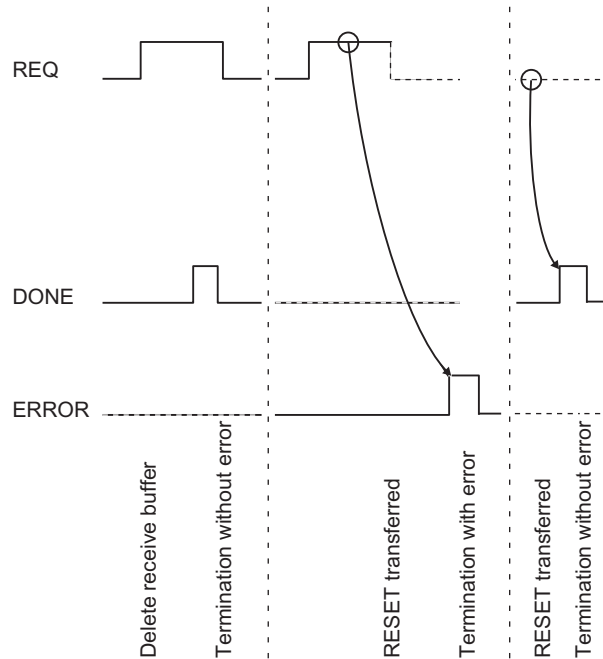 REQ
DONE
ERROR
Delete receive buffer
Termination without error
RESET transferred
Termination with error
RESET transferred
Termination without error